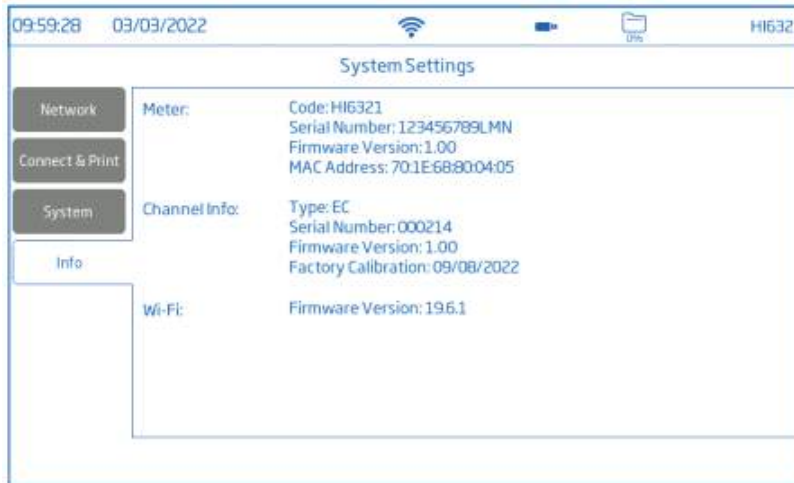 09:59:28 03/03/2022 HI632
0%
System Settings
Network
Connect & Print
System
Info
Meter: Code: HI6321
Serial Number: 123456789LMN
Firmware Version: 1.00
MAC Address: 70:1E:68:80:04:05
Channel Info: Type: EC
Serial Number: 000214
Firmware Version: 1.00
Factory Calibration: 09/08/2022
Wi-Fi: Firmware Version: 19.6.1